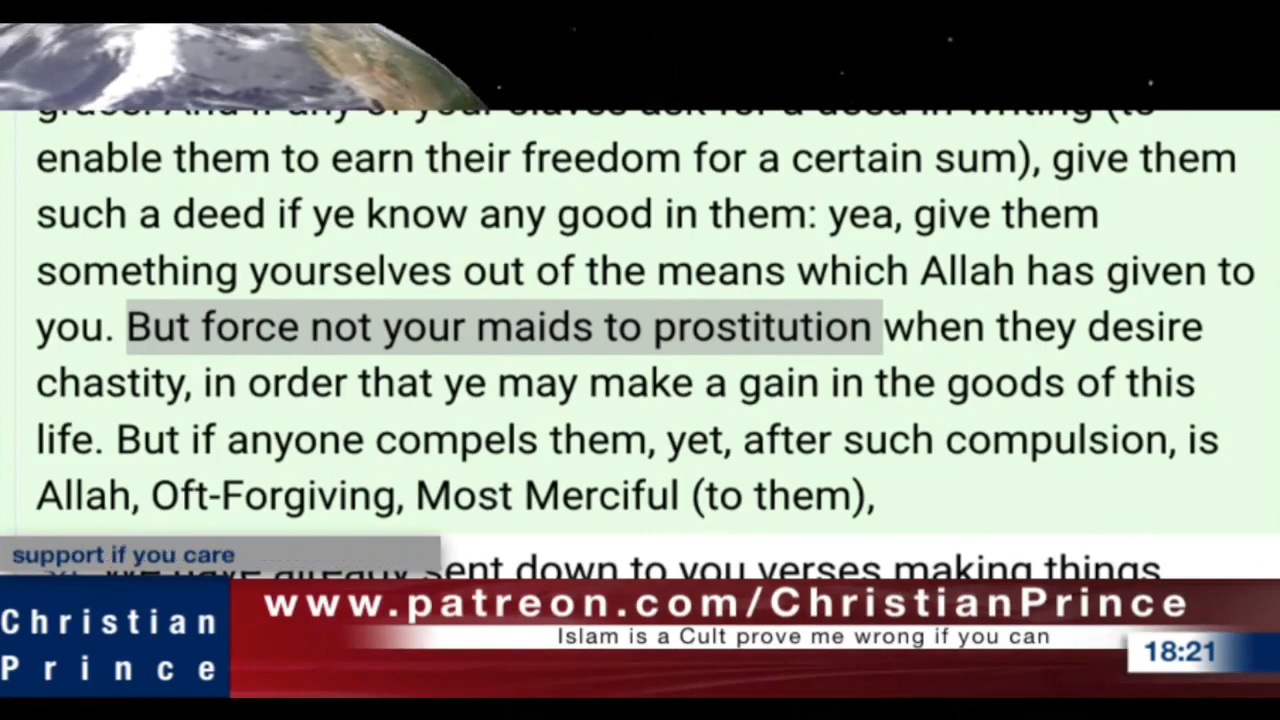 enable them to earn their freedom for a certain sum), give them
such a deed if ye know any good in them: yea, give them
something yourselves out of the means which Allah has given to
you. But force not your maids to prostitution when they desire
chastity, in order that ye may make a gain in the goods of this
life. But if anyone compels them, yet, after such compulsion, is
Allah, Oft-Forgiving, Most Merciful (to them),
support if you care
We have already sent down to you verses making things
Christian
Prince
www.patreon.com/ChristianPrince
Islam is a Cult prove me wrong if you can
18:21